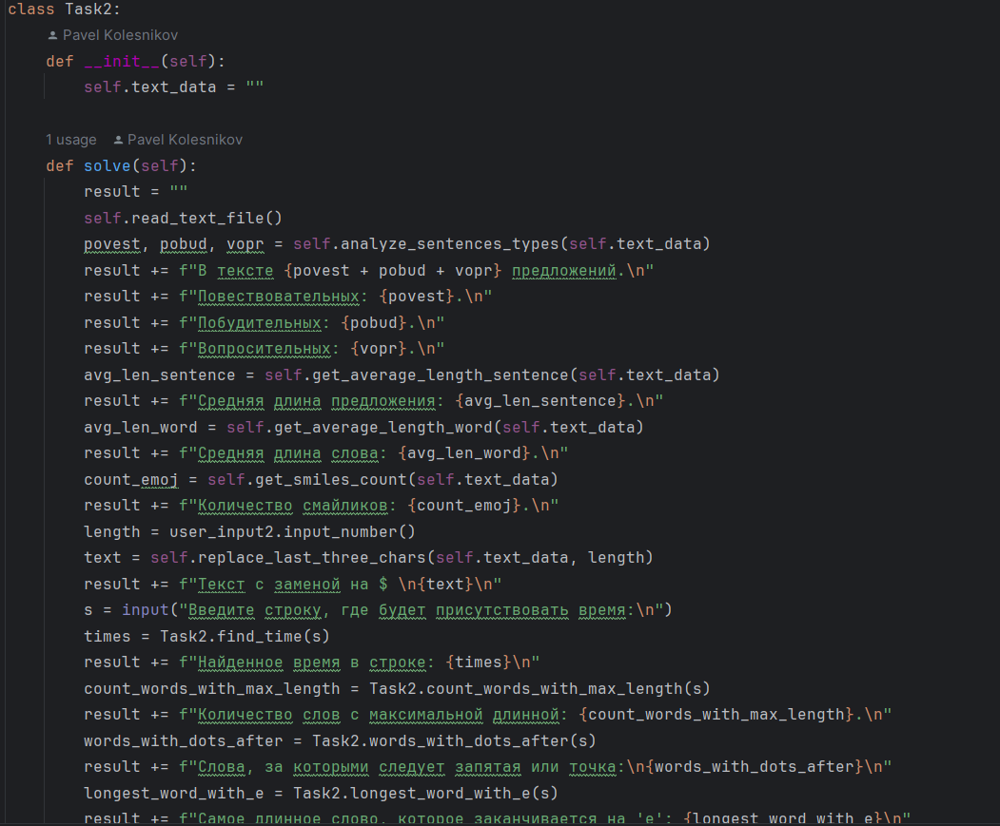 class Task2:
Pavel Kolesnikov
def __init__(self):
self.text_data = ""
1 usage Pavel Kolesnikov
def solve(self):
result = ""
self.read_text_file()
povest, pobud, vopr = self.analyze_sentences_types(self.text_data)
result += f"В тексте {povest + pobud + vopr} предложений.\n"
result += f"Повествовательных: {povest}.\n"
result += f"Побудительных: {pobud}.\n"
result += f"Вопросительных: {vopr}.\n"
avg_len_sentence = self.get_average_length_sentence(self.text_data)
result += f"Средняя длина предложения: {avg_len_sentence}.\n"
avg_len_word = self.get_average_length_word(self.text_data)
result += f"Средняя длина слова: {avg_len_word}.\n"
count_emoj = self.get_smiles_count(self.text_data)
result += f"Количество смайликов: {count_emoj}.\n"
length = user_input2.input_number()
text = self.replace_last_three_chars(self.text_data, length)
result += f"Текст с заменой на $ \n{text}\n"
s = input("Введите строку, где будет присутствовать время:\n")
times = Task2.find_time(s)
result += f"Найденное время в строке: {times}\n"
count_words_with_max_length = Task2.count_words_with_max_length(s)
result += f"Количество слов с максимальной длинной: {count_words_with_max_length}.\n"
words_with_dots_after = Task2.words_with_dots_after(s)
result += f"Слова, за которыми следует запятая или точка:\n{words_with_dots_after}\n"
longest_word_with_e = Task2.longest_word_with_e(s)
result += f"Самое длинное слово, которое заканчивается на 'e': {longest_word_with_e}\n"